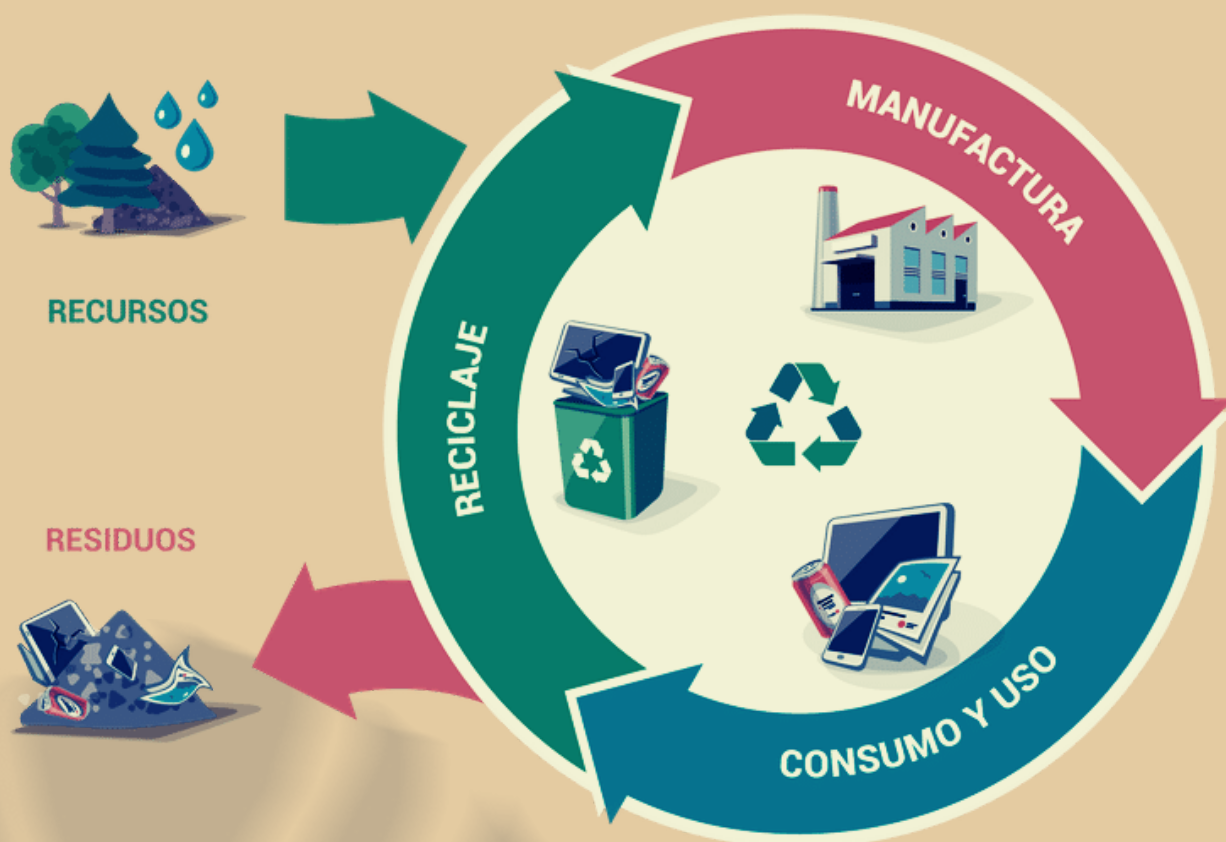 MANUFACTURA
RECURSOS
RECICLAJE
RESIDUOS
CONSUMO Y USO